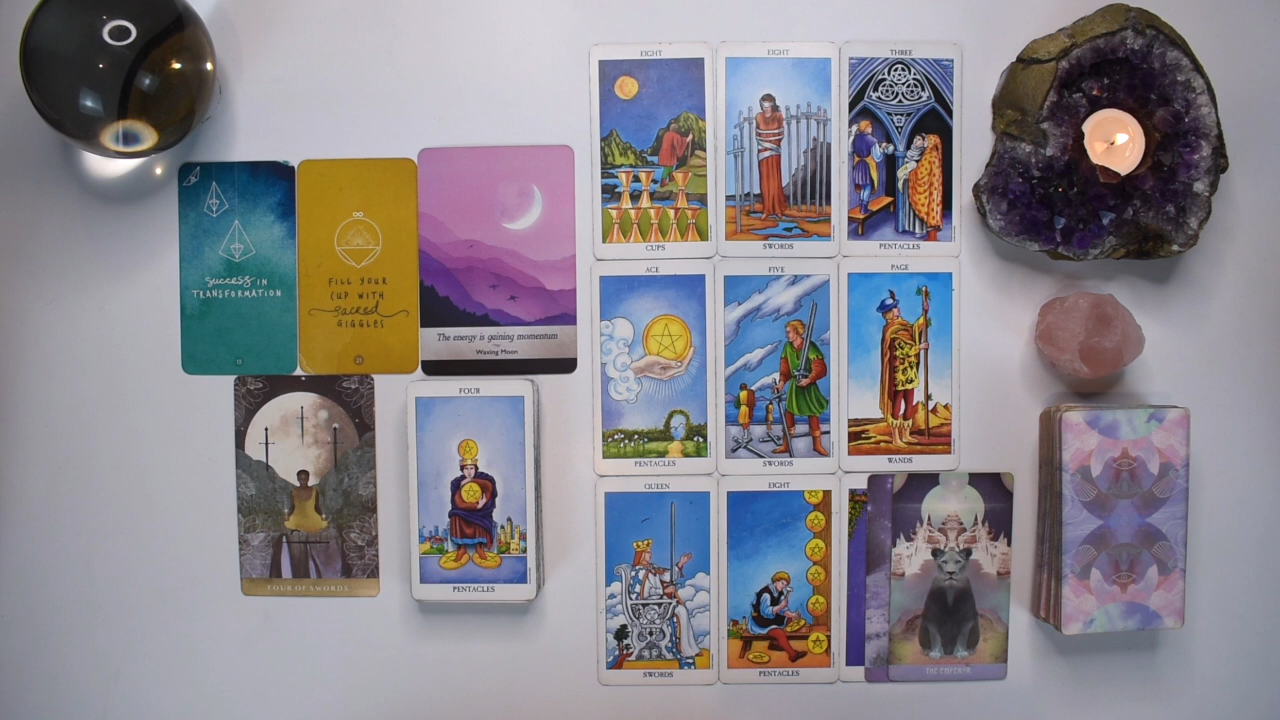 EIGHT
CUPS
EIGHT
SWORDS
THREE
PENTACLES
success IN
TRANSFORMATION
13
FILL YOUR
CUP WITH
sacred
GIGGLES
21
The energy is gaining momentum
Waxing Moon
ACE
PENTACLES
FIVE
SWORDS
PAGE
WANDS
FOUR OF SWORDS
FOUR
PENTACLES
QUEEN
SWORDS
EIGHT
PENTACLES
THE EMPEROR